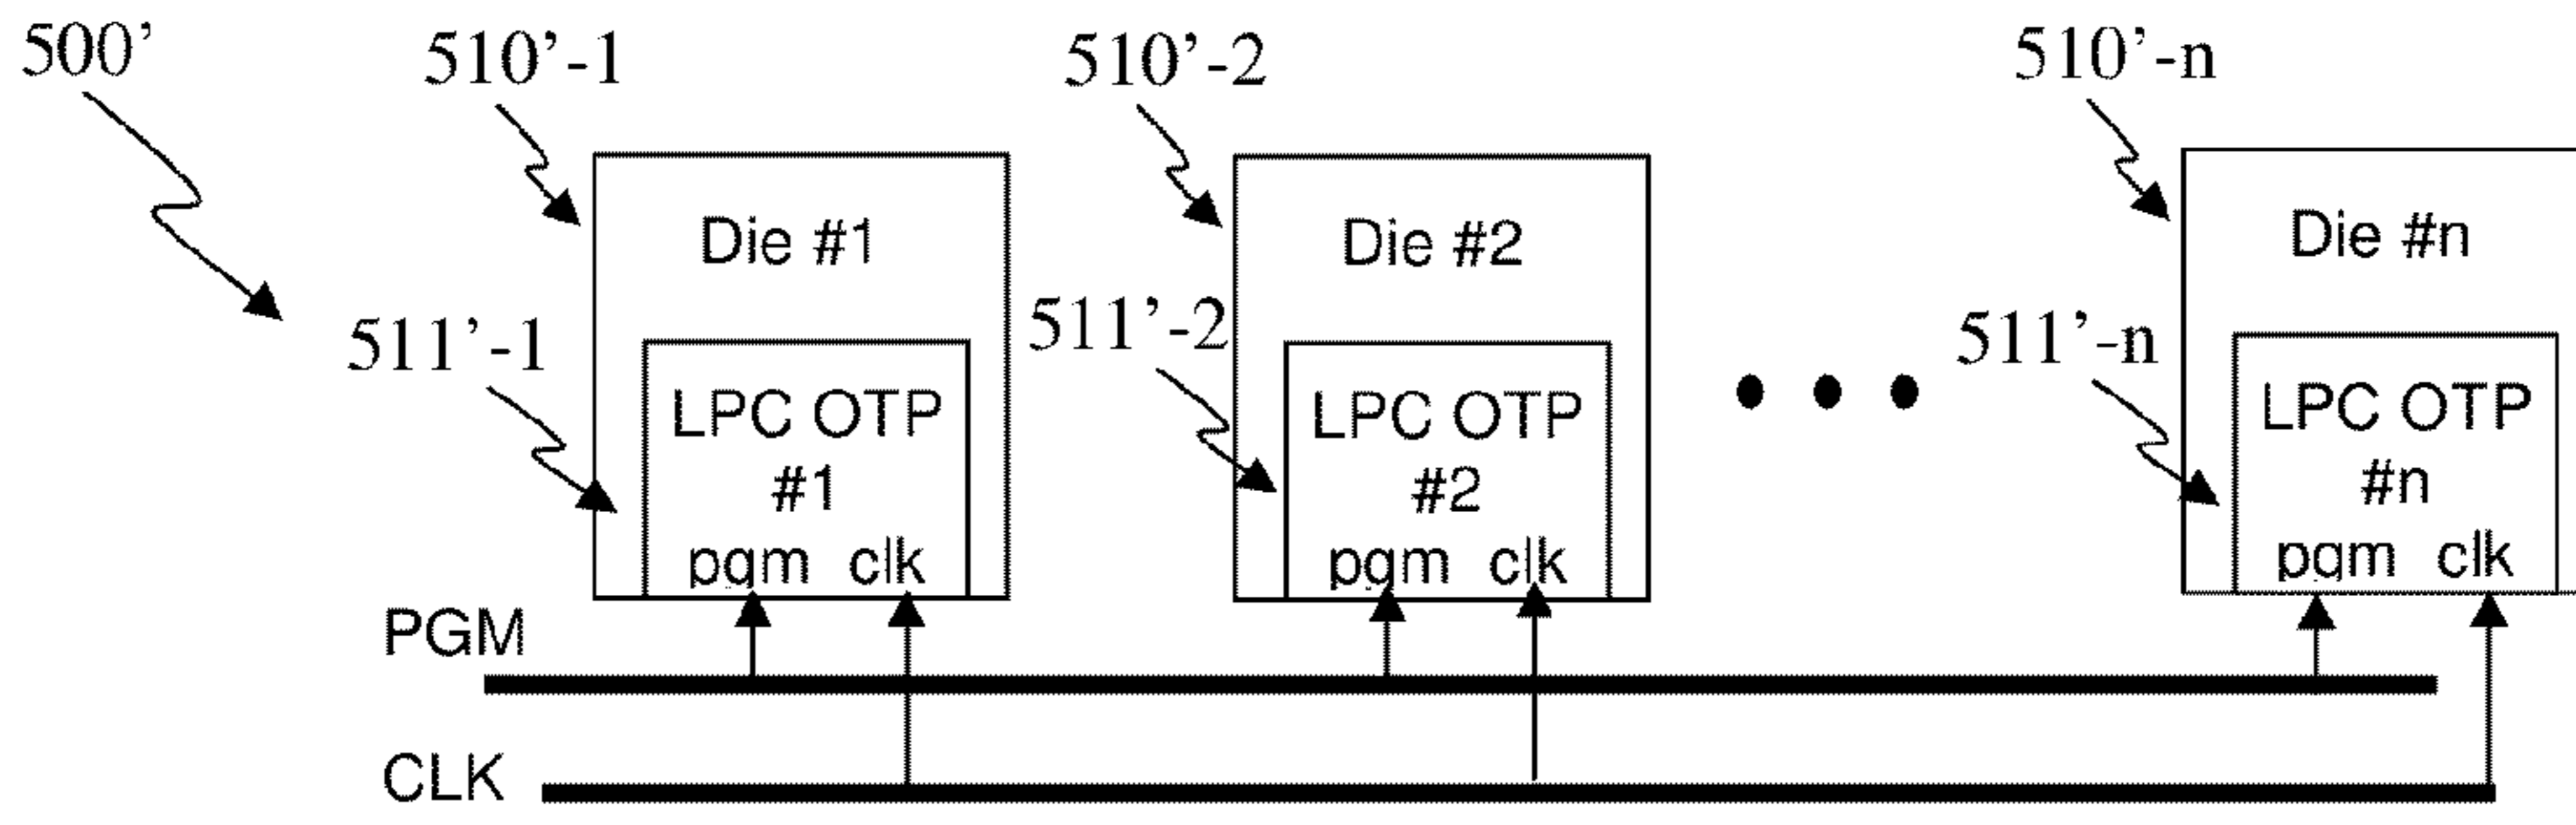 500’
510’-1
510’-2
510’-n
Die #1
Die #2
Die #n
511’-1
511’-2
511’-n
LPC OTP
#1
pgm clk
LPC OTP
#2
pgm clk
LPC OTP
#n
pgm clk
PGM
CLK